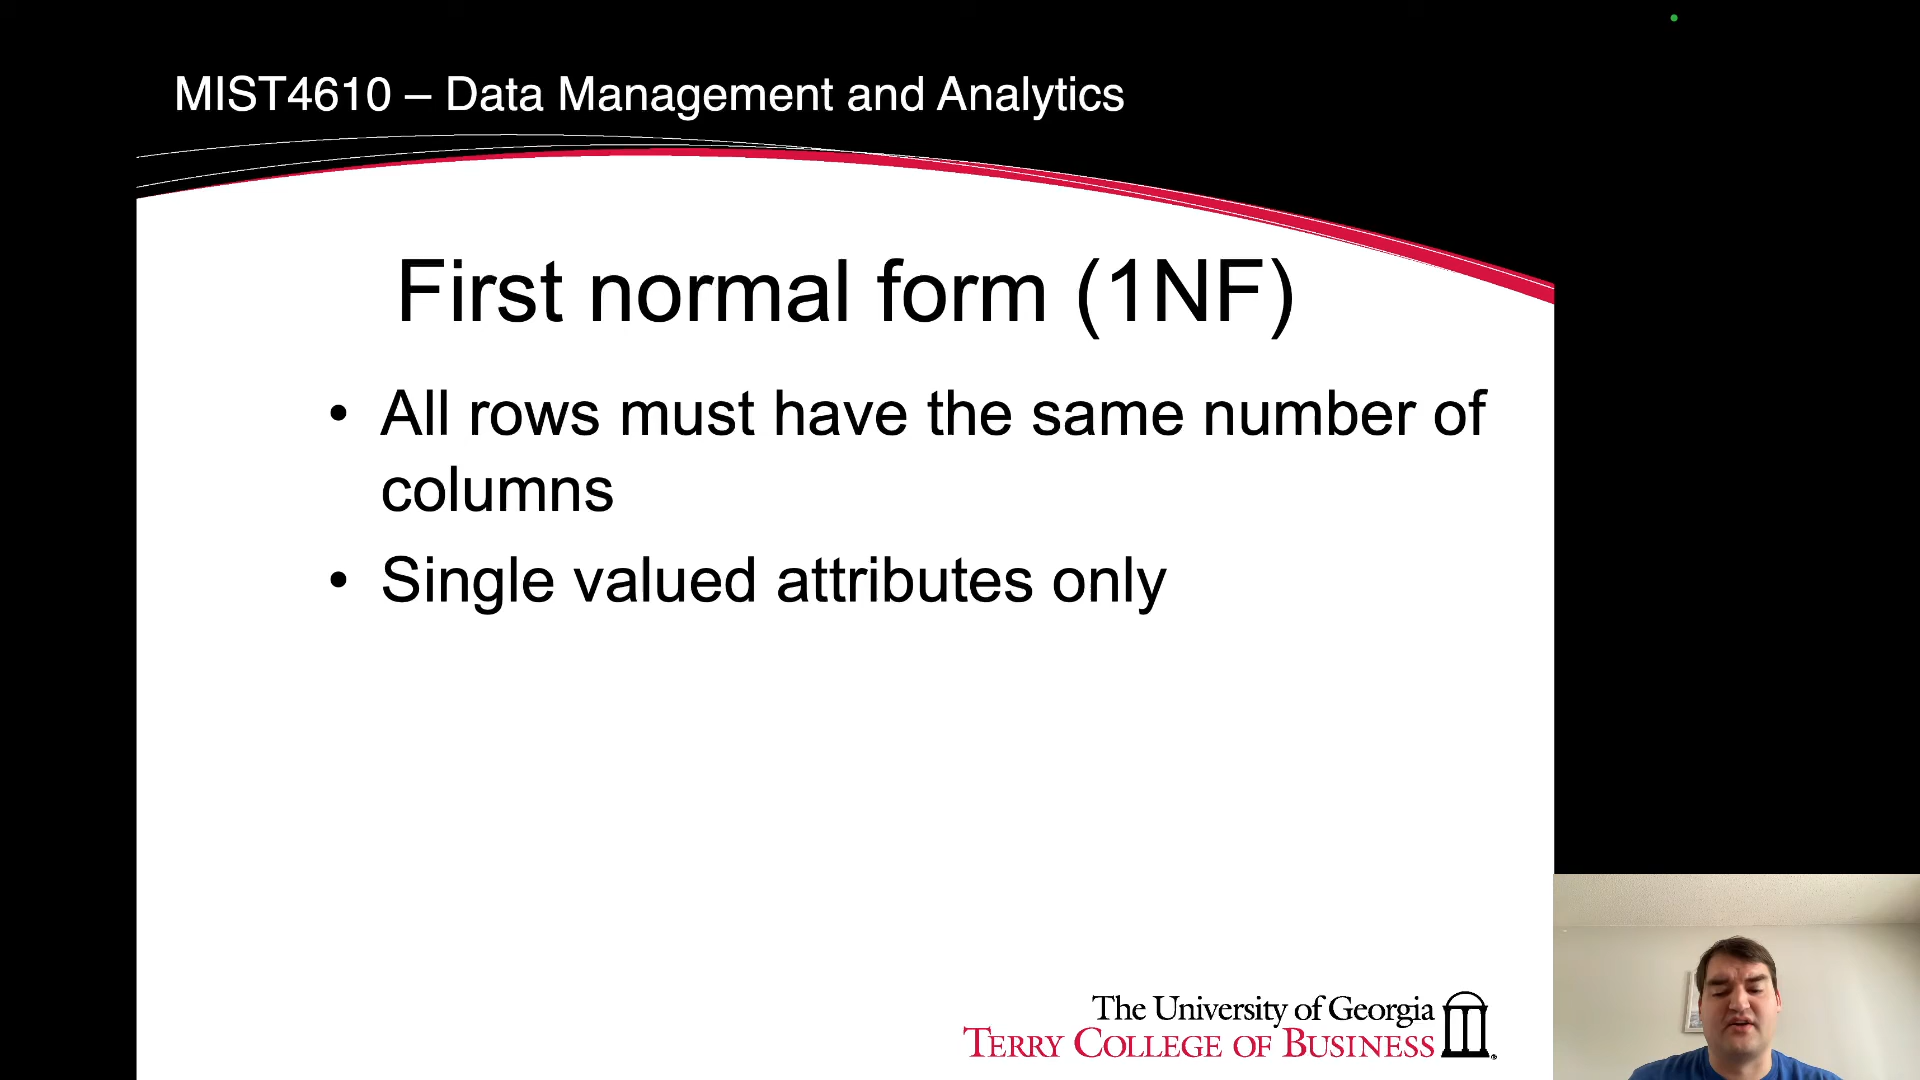 MIST4610 – Data Management and Analytics
First normal form (1NF)
• All rows must have the same number of
columns
• Single valued attributes only
The University of Georgia
TERRY COLLEGE OF BUSINESS